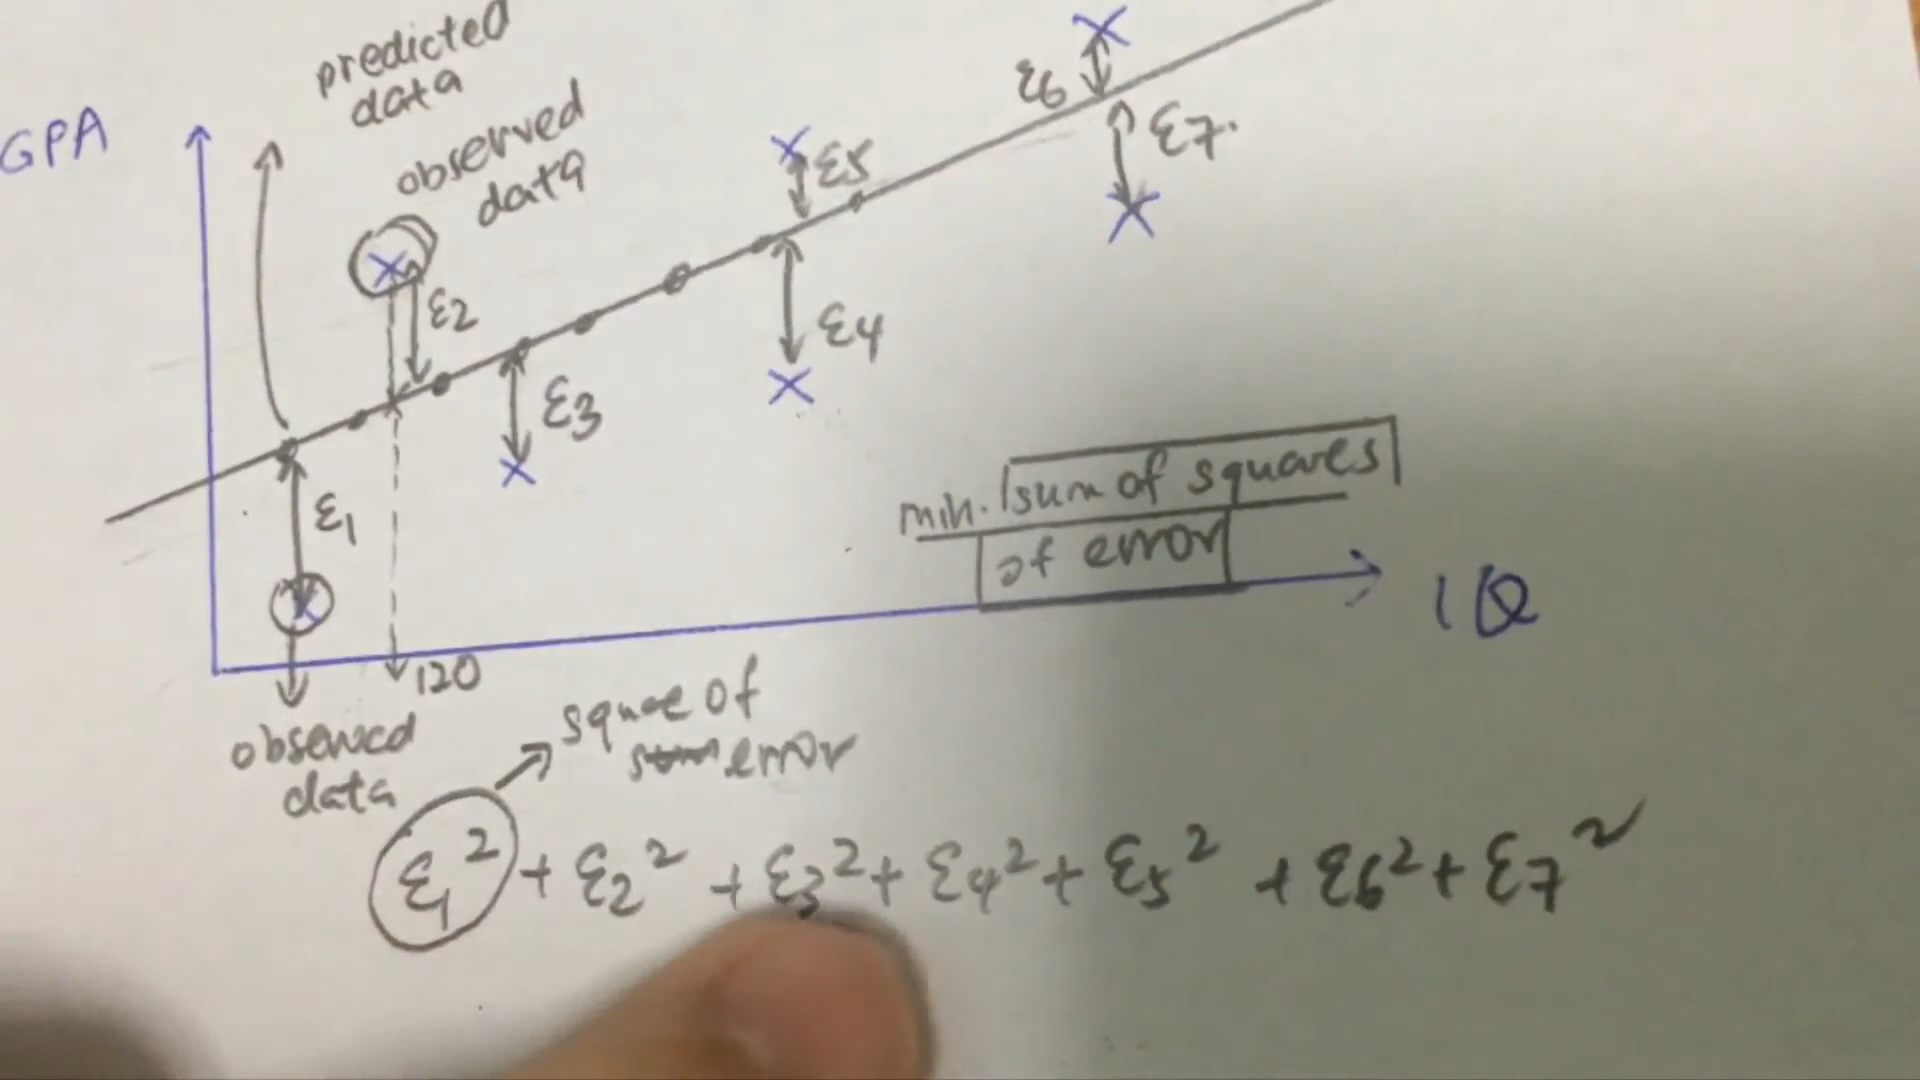 predicted
data
GPA
observed
data
ε6
ε7.
ε5
ε2
ε4
ε3
ε1
min. sum of squares
of error
IQ
120
observed
data
square of
error
ε1² + ε2² + ε3² + ε4² + ε5² + ε6² + ε7²